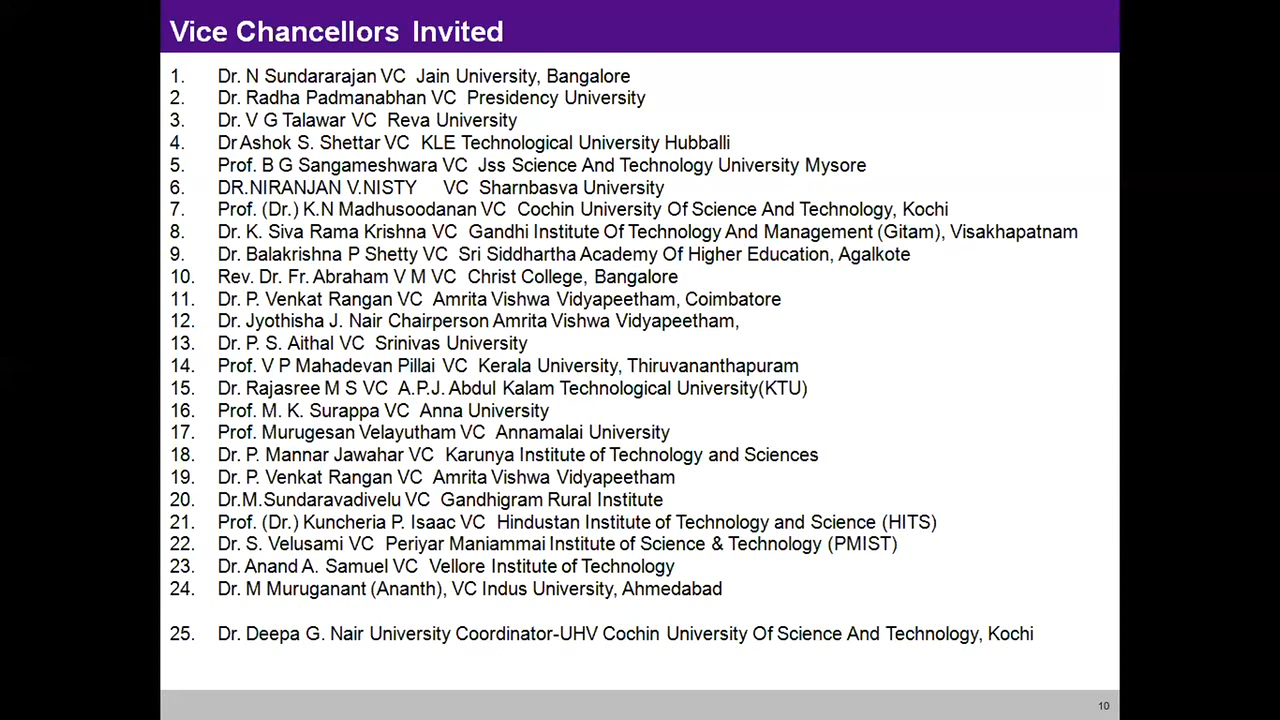 Vice Chancellors Invited
1. Dr. N Sundararajan VC Jain University, Bangalore
2. Dr. Radha Padmanabhan VC Presidency University
3. Dr. V G Talawar VC Reva University
4. Dr Ashok S. Shettar VC KLE Technological University Hubballi
5. Prof. B G Sangameshwara VC Jss Science And Technology University Mysore
6. DR.NIRANJAN V.NISTY VC Sharnbasva University
7. Prof. (Dr.) K.N Madhusoodanan VC Cochin University Of Science And Technology, Kochi
8. Dr. K. Siva Rama Krishna VC Gandhi Institute Of Technology And Management (Gitam), Visakhapatnam
9. Dr. Balakrishna P Shetty VC Sri Siddhartha Academy Of Higher Education, Agalkote
10. Rev. Dr. Fr. Abraham V M VC Christ College, Bangalore
11. Dr. P. Venkat Rangan VC Amrita Vishwa Vidyapeetham, Coimbatore
12. Dr. Jyothisha J. Nair Chairperson Amrita Vishwa Vidyapeetham,
13. Dr. P. S. Aithal VC Srinivas University
14. Prof. V P Mahadevan Pillai VC Kerala University, Thiruvananthapuram
15. Dr. Rajasree M S VC A.P.J. Abdul Kalam Technological University(KTU)
16. Prof. M. K. Surappa VC Anna University
17. Prof. Murugesan Velayutham VC Annamalai University
18. Dr. P. Mannar Jawahar VC Karunya Institute of Technology and Sciences
19. Dr. P. Venkat Rangan VC Amrita Vishwa Vidyapeetham
20. Dr.M.Sundaravadivelu VC Gandhigram Rural Institute
21. Prof. (Dr.) Kuncheria P. Isaac VC Hindustan Institute of Technology and Science (HITS)
22. Dr. S. Velusami VC Periyar Maniammai Institute of Science & Technology (PMIST)
23. Dr. Anand A. Samuel VC Vellore Institute of Technology
24. Dr. M Muruganant (Ananth), VC Indus University, Ahmedabad
25. Dr. Deepa G. Nair University Coordinator-UHV Cochin University Of Science And Technology, Kochi
10